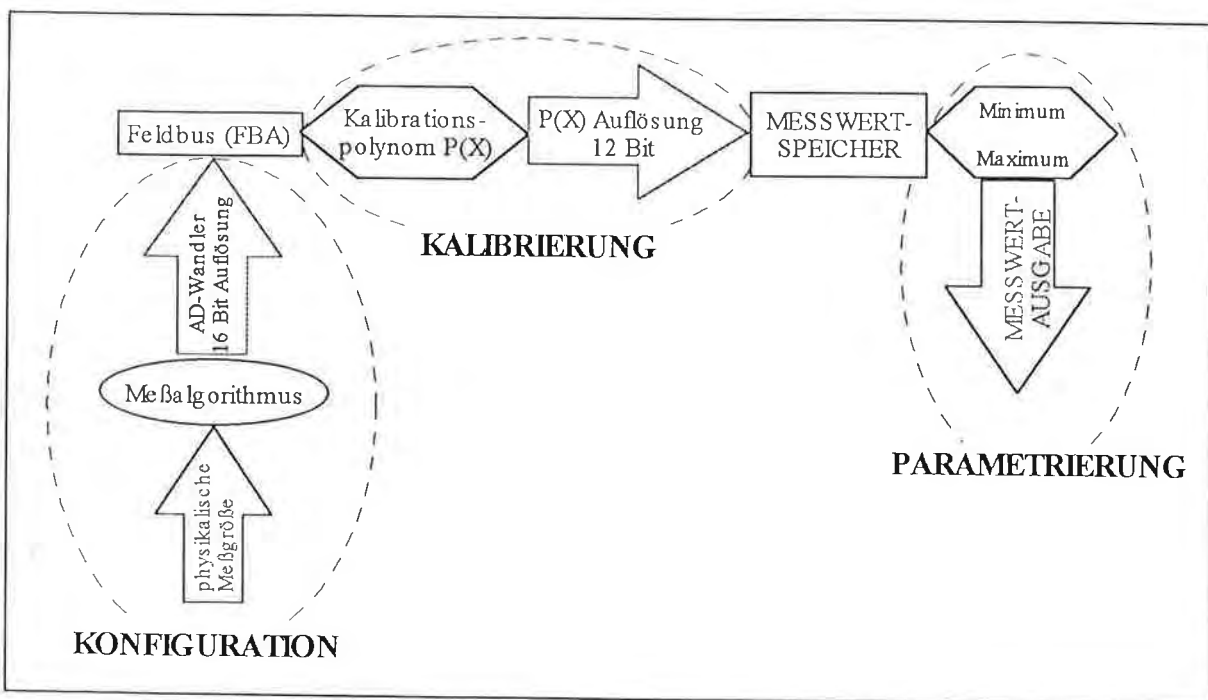 Feldbus (FBA)
Kalibrations-
polynom P(X)
P(X) Auflösung
12 Bit
MESSWERT-
SPEICHER
Minimum
Maximum
KALIBRIERUNG
AD-Wandler
16 Bit Auflösung
MESSWERT-
AUSGABE
Meßalgorithmus
PARAMETRIERUNG
physikalische
Meßgröße
KONFIGURATION